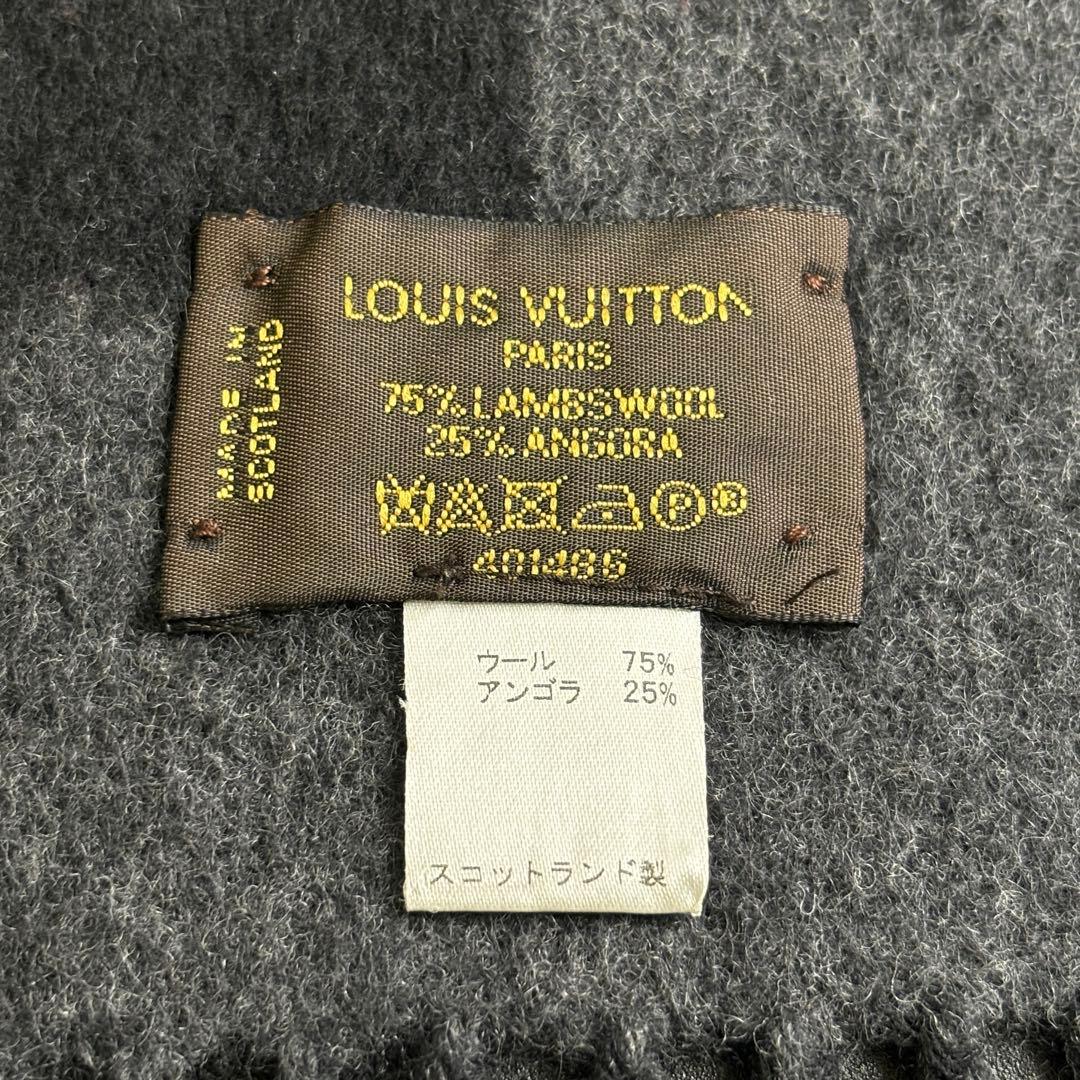 LOUIS VUITTON
PARIS
75% LAMBSWOOL
25% ANGORA
P B
401486
MADE IN
SCOTLAND
ウール 75%
アンゴラ 25%
スコットランド製